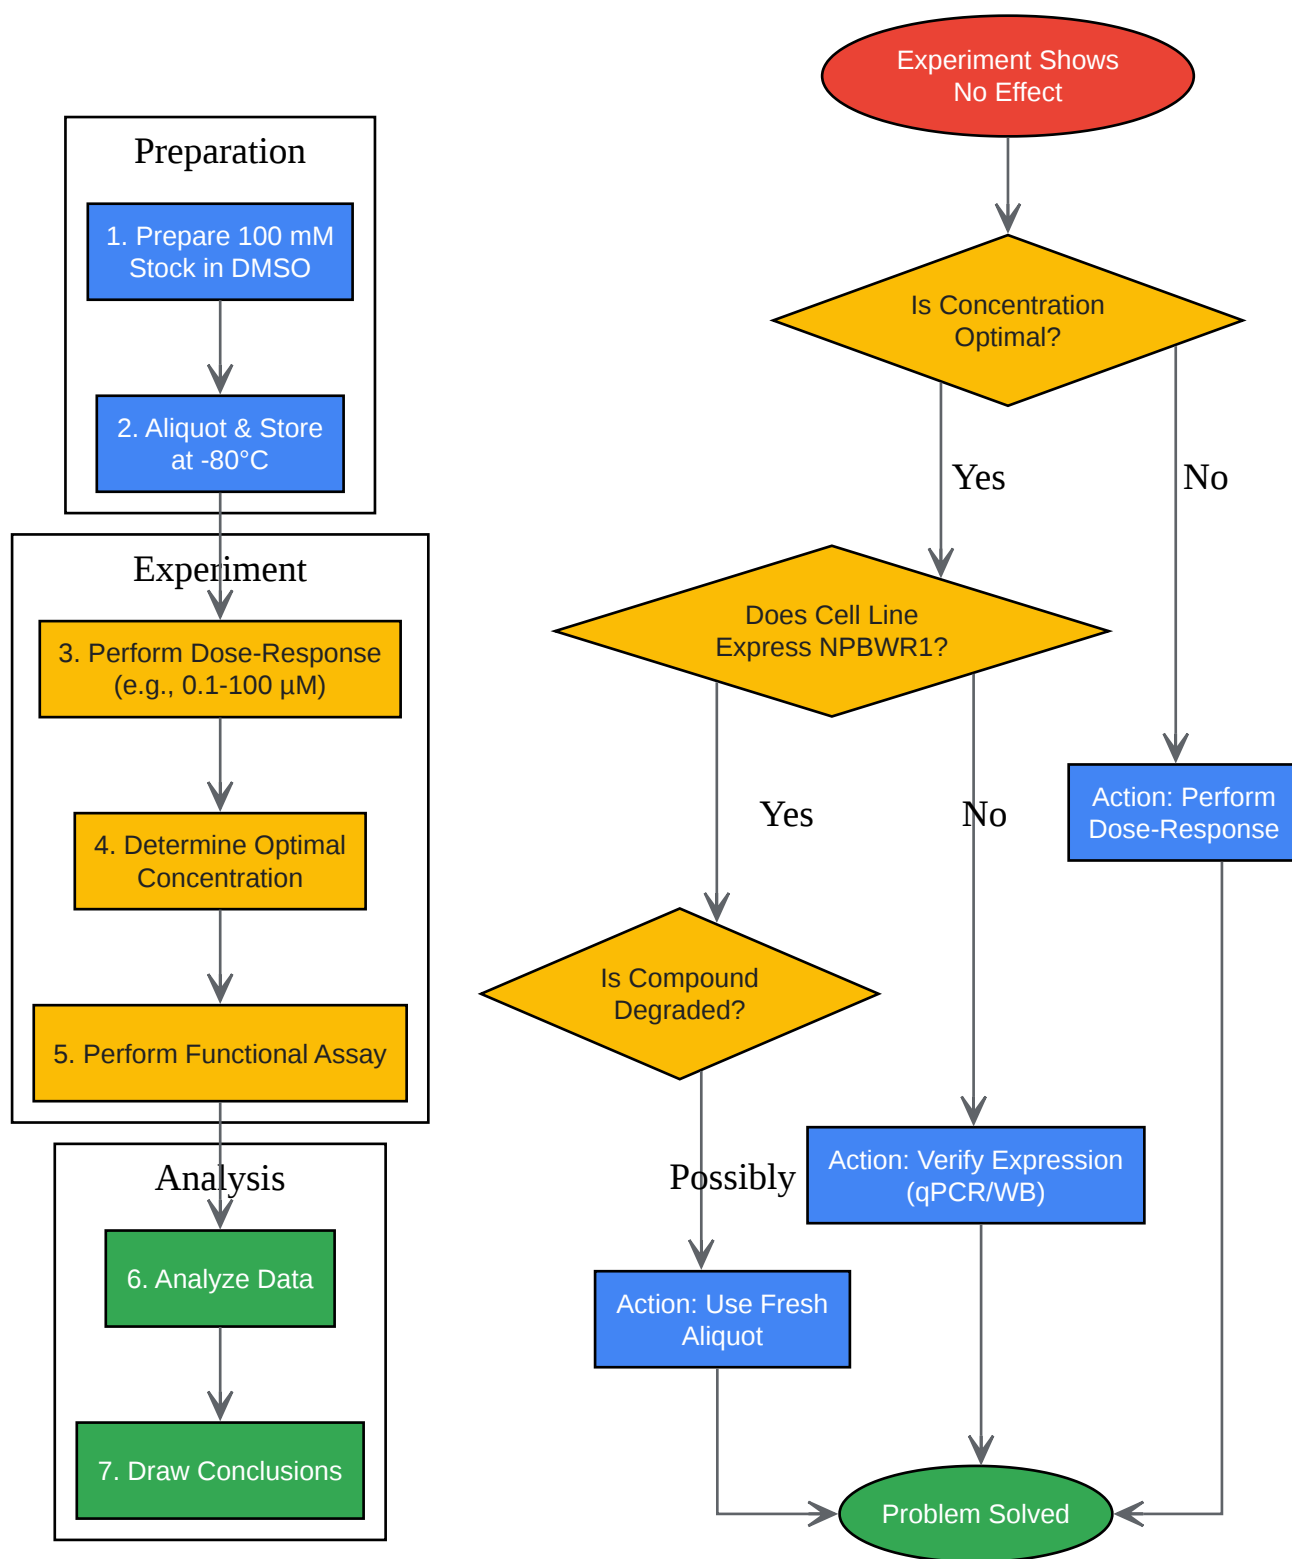 Preparation
1. Prepare 100 mM
Stock in DMSO
2. Aliquot & Store
at -80°C
Experiment
3. Perform Dose-Response
(e.g., 0.1-100 µM)
4. Determine Optimal
Concentration
5. Perform Functional Assay
Analysis
6. Analyze Data
7. Draw Conclusions
Experiment Shows
No Effect
Is Concentration
Optimal?
Yes
No
Does Cell Line
Express NPBWR1?
Yes
No
Action: Perform
Dose-Response
Is Compound
Degraded?
Possibly
Action: Verify Expression
(qPCR/WB)
Action: Use Fresh
Aliquot
Problem Solved